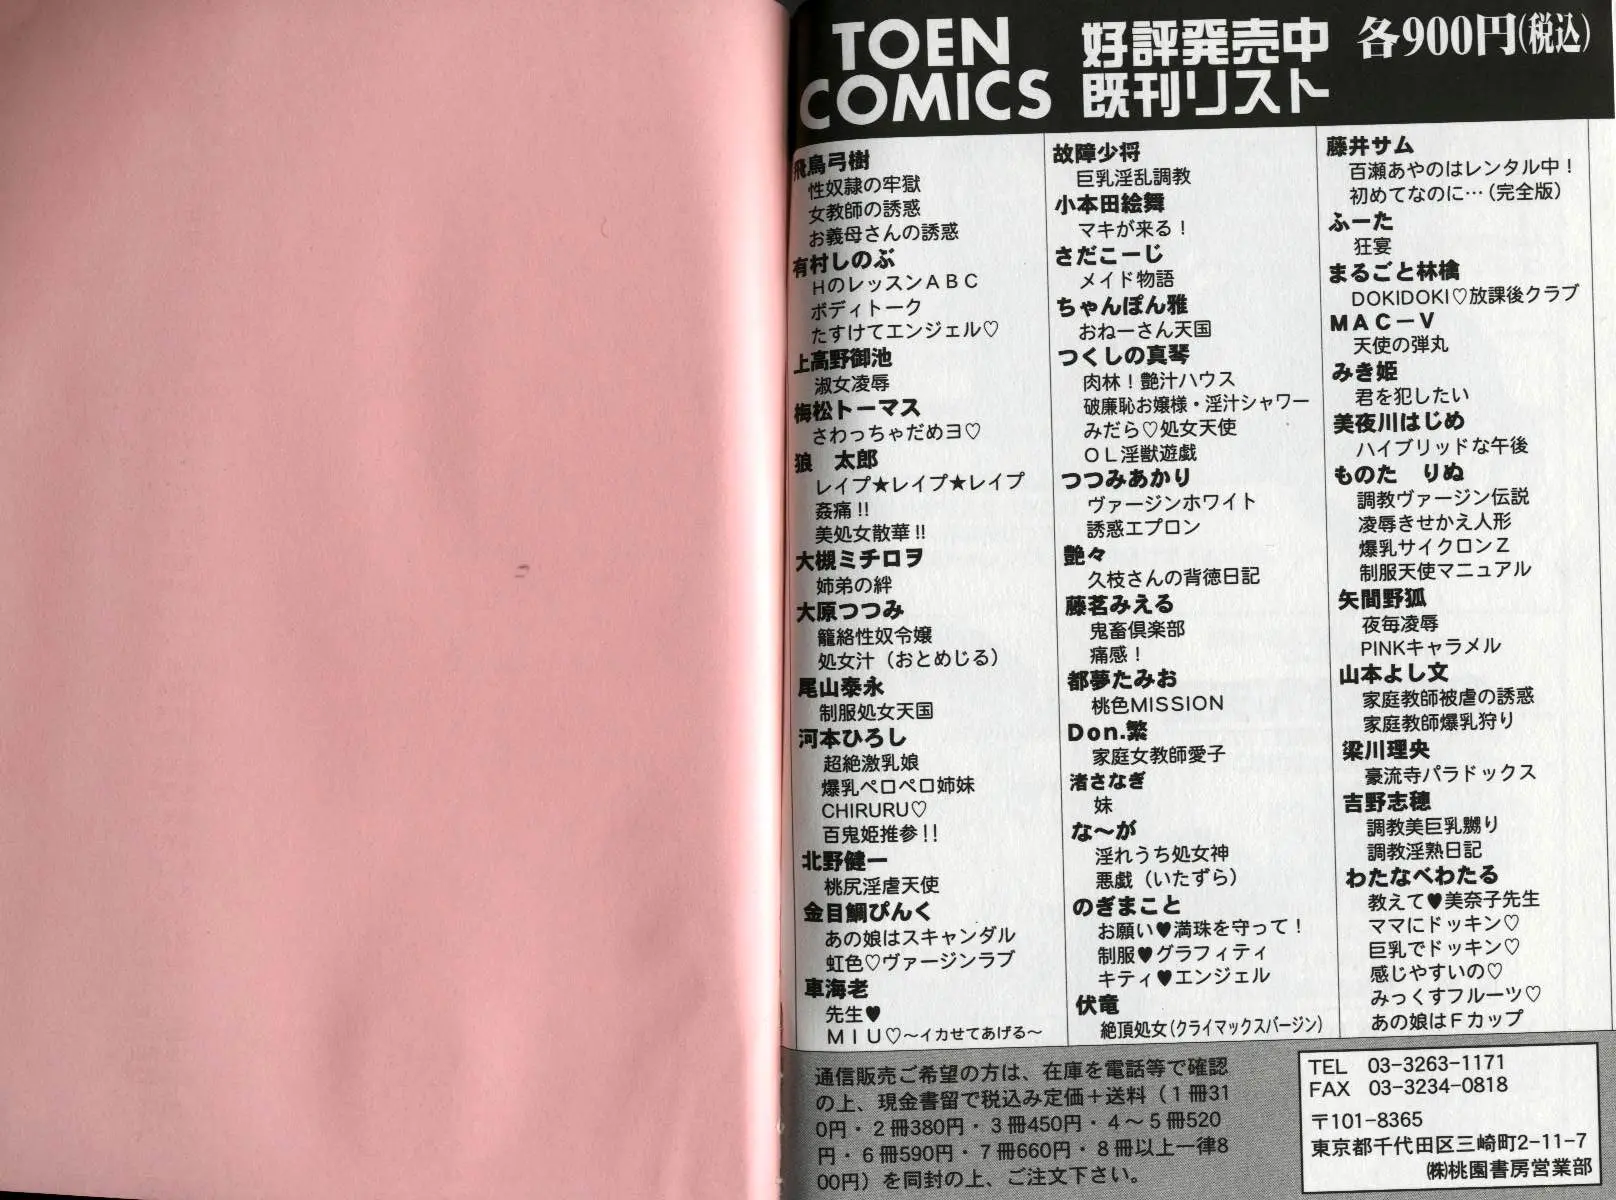 TOEN
COMICS
好評発売中
既刊リスト
各900円(税込)
飛鳥弓樹
性奴隷の牢獄
女教師の誘惑
お義母さんの誘惑
有村しのぶ
HのレッスンABC
ボディトーク
たすけてエンジェル♡
上高野御池
淑女凌辱
梅松トーマス
さわっちゃだめヨ♡
狼　太郎
レイプ★レイプ★レイプ
姦痛!!
美処女散華!!
大槻ミチロヲ
姉弟の絆
大原つつみ
籠絡性奴令嬢
処女汁（おとめじる）
尾山泰永
制服処女天国
河本ひろし
超絶激乳娘
爆乳ペロペロ姉妹
CHIRURU♡
百鬼姫推参!!
北野健一
桃尻淫虐天使
金目鯛ぴんく
あの娘はスキャンダル
虹色♡ヴァージンラブ
車海老
先生♥
MIU♡〜イカせてあげる〜
故障少将
巨乳淫乱調教
小本田絵舞
マキが来る！
さだこーじ
メイド物語
ちゃんぽん雅
おねーさん天国
つくしの真琴
肉林！艶汁ハウス
破廉恥お嬢様・淫汁シャワー
みだら♡処女天使
OL淫獣遊戯
つつみあかり
ヴァージンホワイト
誘惑エプロン
艶々
久枝さんの背徳日記
藤茗みえる
鬼畜倶楽部
痛感！
都夢たみお
桃色MISSION
Don.繁
家庭女教師愛子
渚さなぎ
妹
な〜が
淫れうち処女神
悪戯（いたずら）
のぎまこと
お願い♥満珠を守って！
制服♥グラフィティ
キティ♥エンジェル
伏竜
絶頂処女(クライマックスバージン)
藤井サム
百瀬あやのはレンタル中！
初めてなのに…（完全版）
ふーた
狂宴
まるごと林檎
DOKIDOKI♡放課後クラブ
MAC－V
天使の弾丸
みき姫
君を犯したい
美夜川はじめ
ハイブリッドな午後
ものた　りぬ
調教ヴァージン伝説
凌辱きせかえ人形
爆乳サイクロンZ
制服天使マニュアル
矢間野狐
夜毎凌辱
PINKキャラメル
山本よし文
家庭教師被虐の誘惑
家庭教師爆乳狩り
梁川理央
豪流寺パラドックス
吉野志穂
調教美巨乳嬲り
調教淫熟日記
わたなべわたる
教えて♥美奈子先生
ママにドッキン♡
巨乳でドッキン♡
感じやすいの♡
みっくすフルーツ♡
あの娘はFカップ
通信販売ご希望の方は、在庫を電話等で確認
の上、現金書留で税込み定価＋送料（１冊31
0円・２冊380円・３冊450円・４〜５冊520
円・６冊590円・７冊660円・８冊以上一律8
00円）を同封の上、ご注文下さい。
TEL 03-3263-1171
FAX 03-3234-0818
〒101-8365
東京都千代田区三崎町2-11-7
㈱桃園書房営業部